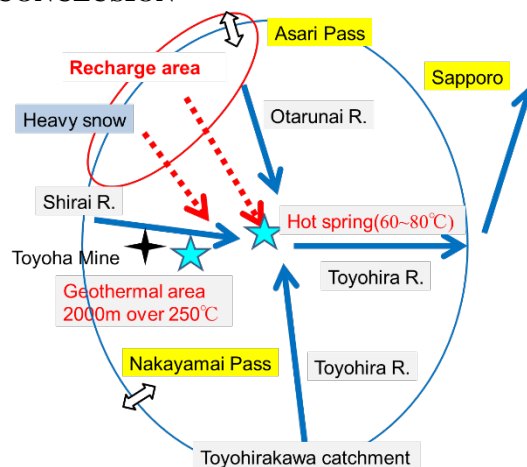 CONCLUSION
Asari Pass
Recharge area
Sapporo
Heavy snow
Otarunai R.
Shirai R.
Hot spring(60~80℃)
Toyoha Mine
Toyohira R.
Geothermal area
2000m over 250℃
Nakayamai Pass
Toyohira R.
Toyohirakawa catchment